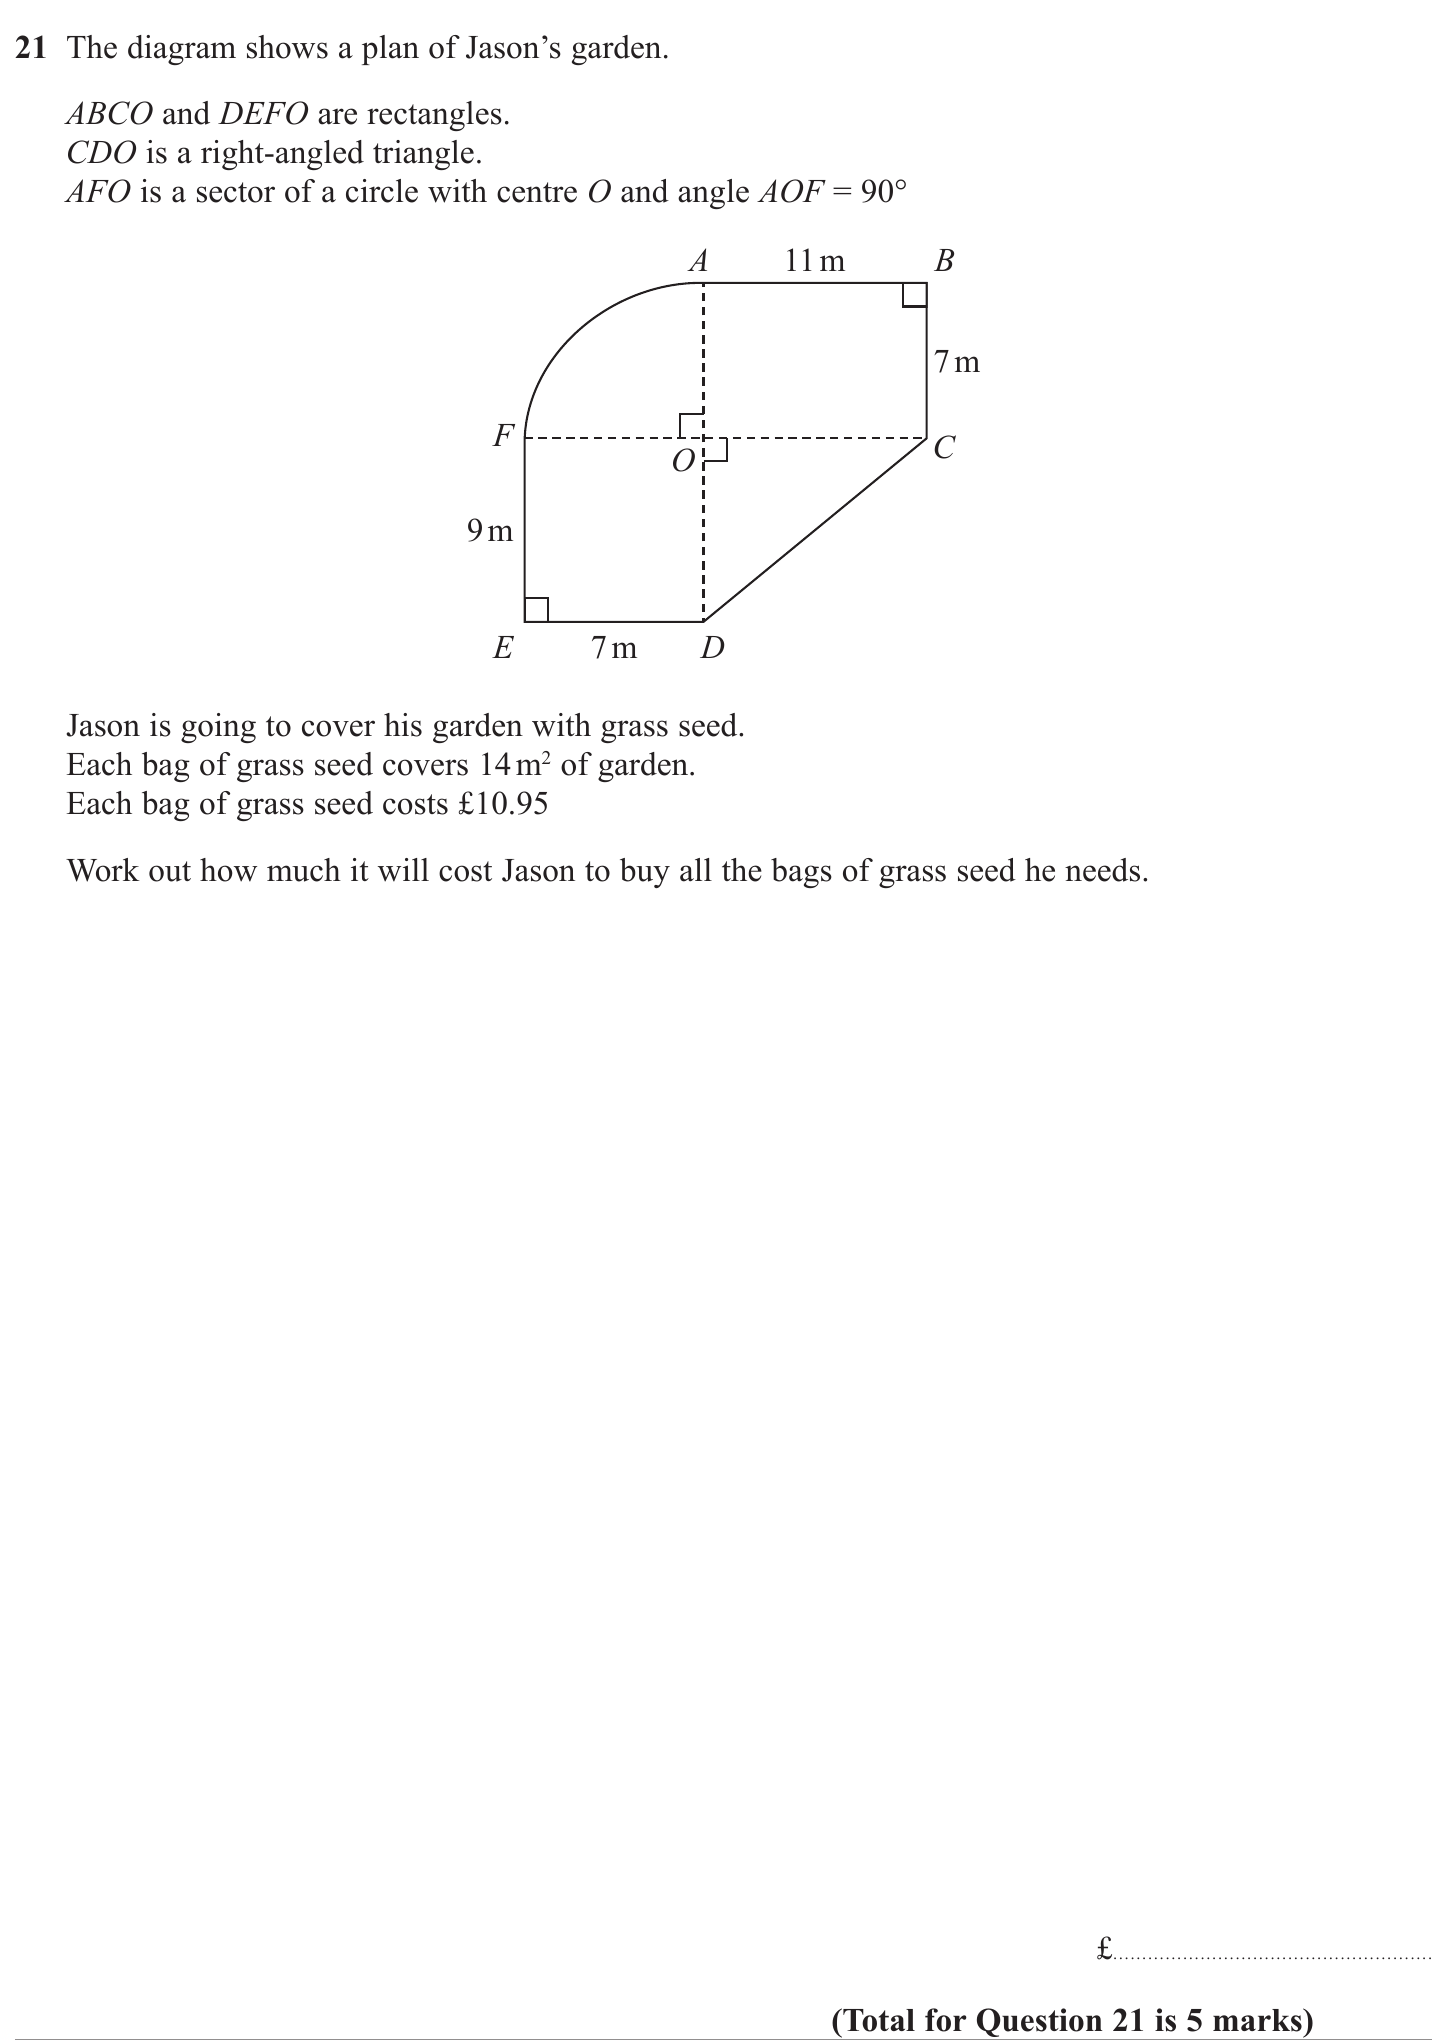 21 The diagram shows a plan of Jason’s garden.
ABCO and DEFO are rectangles.
CDO is a right-angled triangle.
AFO is a sector of a circle with centre O and angle AOF = 90°
A 11 m B
7 m
F O C
9 m
E 7 m D
Jason is going to cover his garden with grass seed.
Each bag of grass seed covers 14 m² of garden.
Each bag of grass seed costs £10.95
Work out how much it will cost Jason to buy all the bags of grass seed he needs.
£
(Total for Question 21 is 5 marks)